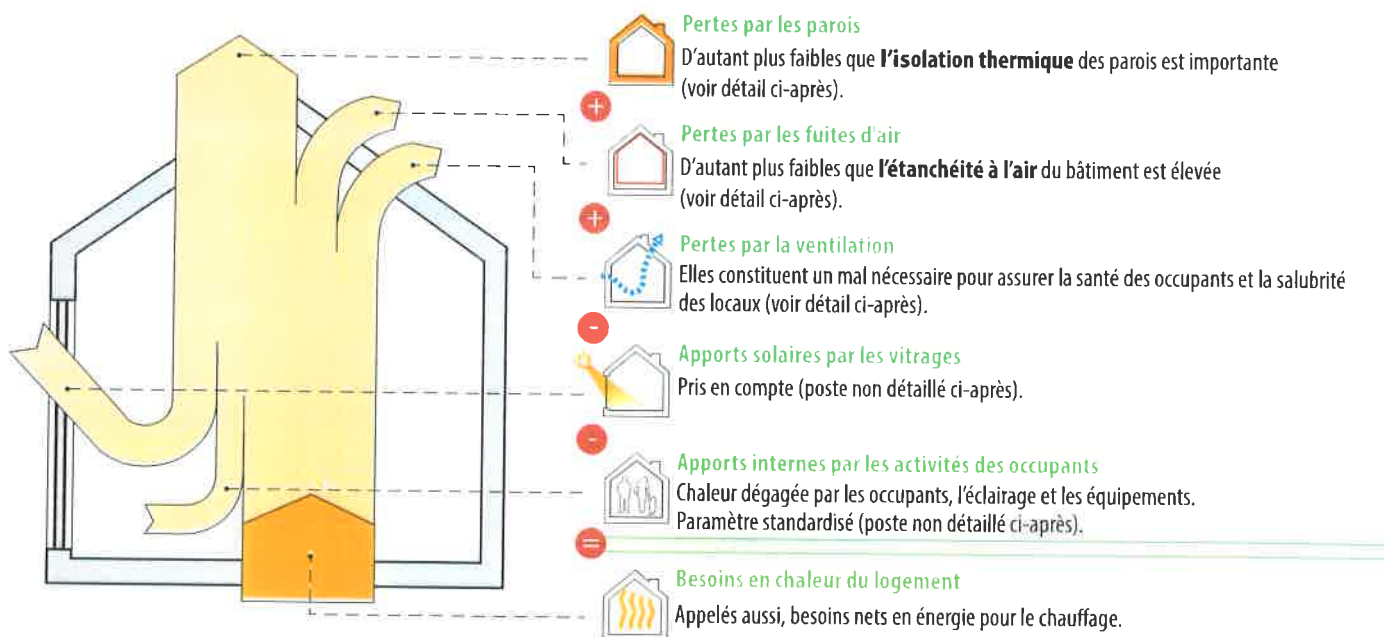 Pertes par les parois
D'autant plus faibles que l'isolation thermique des parois est importante
(voir détail ci-après).
+
Pertes par les fuites d'air
D'autant plus faibles que l'étanchéité à l'air du bâtiment est élevée
(voir détail ci-après).
+
Pertes par la ventilation
Elles constituent un mal nécessaire pour assurer la santé des occupants et la salubrité
des locaux (voir détail ci-après).
-
Apports solaires par les vitrages
Pris en compte (poste non détaillé ci-après).
-
Apports internes par les activités des occupants
Chaleur dégagée par les occupants, l'éclairage et les équipements.
Paramètre standardisé (poste non détaillé ci-après).
=
Besoins en chaleur du logement
Appelés aussi, besoins nets en énergie pour le chauffage.